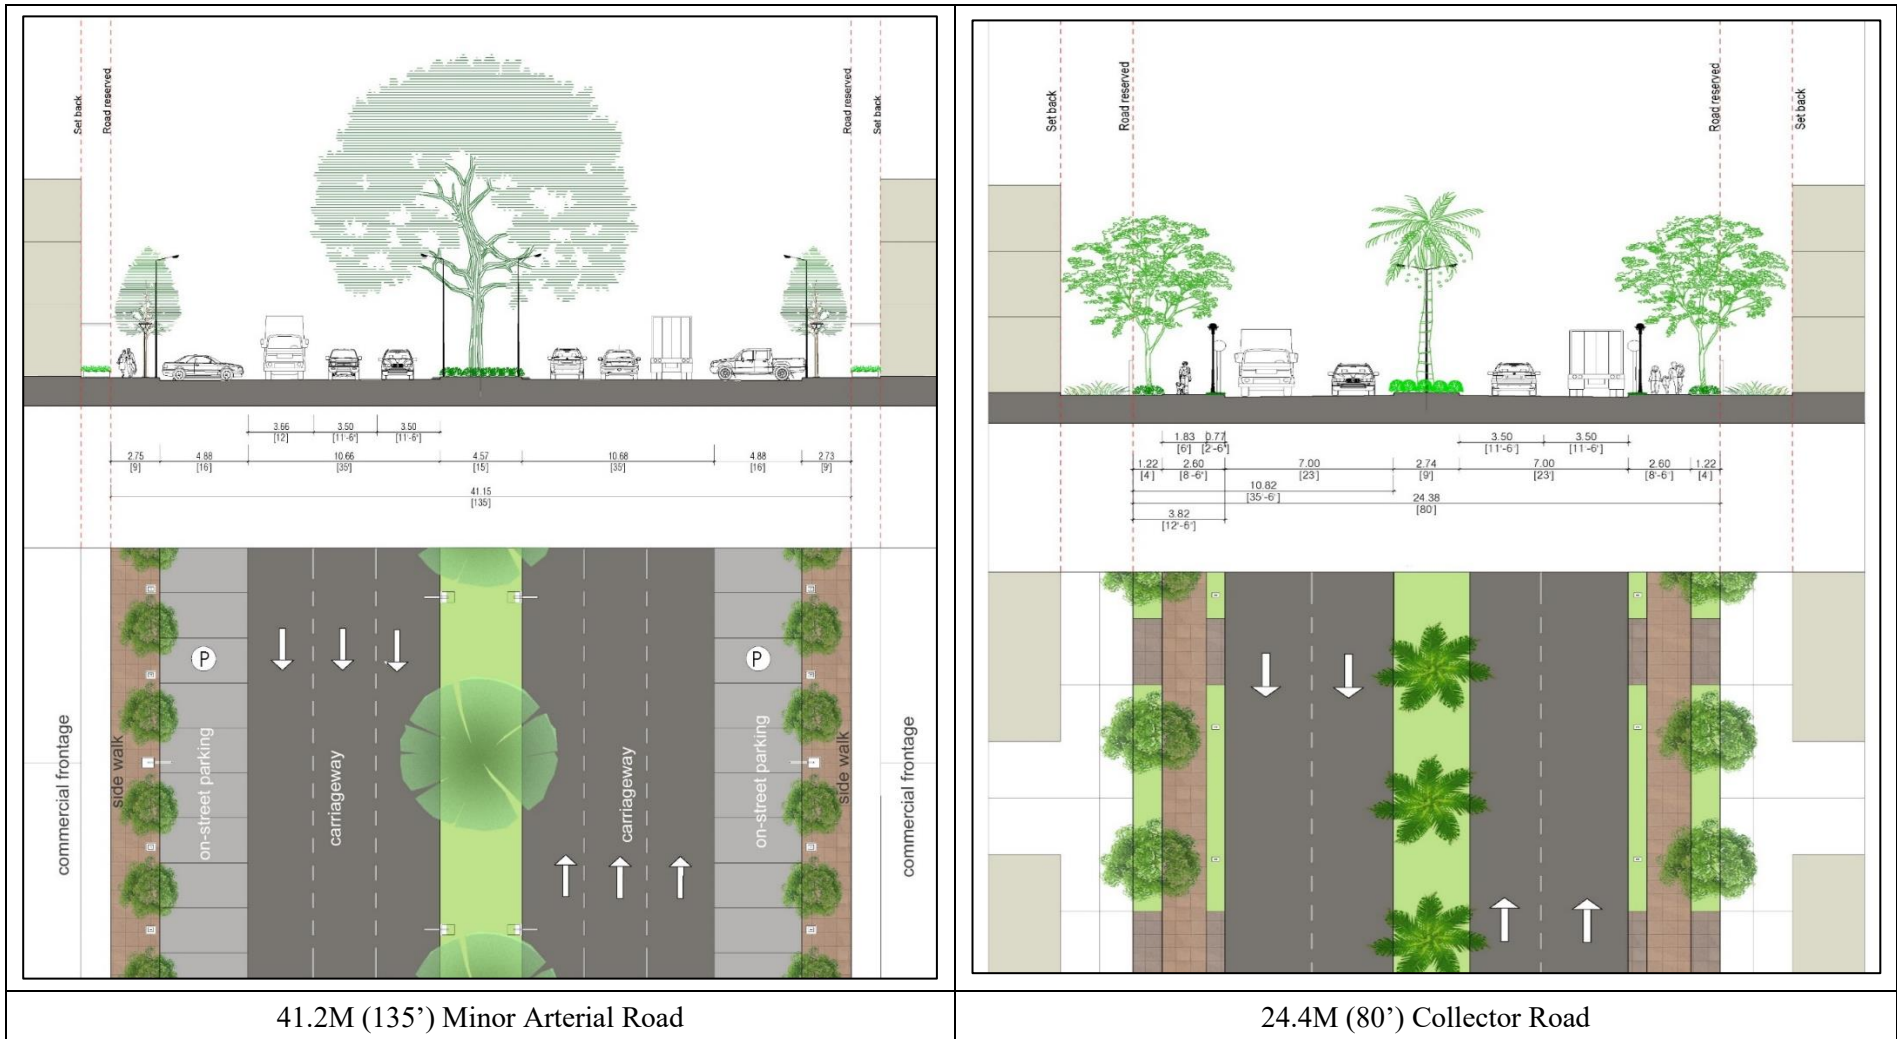 Set back
Road reserved
Road reserved
Set back
3.66 3.50 3.50
[12] [11'-6"] [11'-6"]
2.75 4.88 10.66 4.57 10.68 4.88 2.73
[9] [16] [35'] [15'] [35'] [16] [9']
41.15
[135']
P
P
commercial frontage
side walk
on-street parking
carriageway
carriageway
on-street parking
side walk
commercial frontage
41.2M (135’) Minor Arterial Road
Set back
Road reserved
Road reserved
Set back
1.83 0.77 3.50 3.50
[6'] [2'-6"] [11'-6"] [11'-6"]
1.22 2.60 7.00 2.74 7.00 2.60 1.22
[4'] [8'-6"] [23'] [9'] [23'] [8'-6"] [4']
10.82
[35'-6"]
24.38
[80']
3.82
[12'-6"]
24.4M (80’) Collector Road